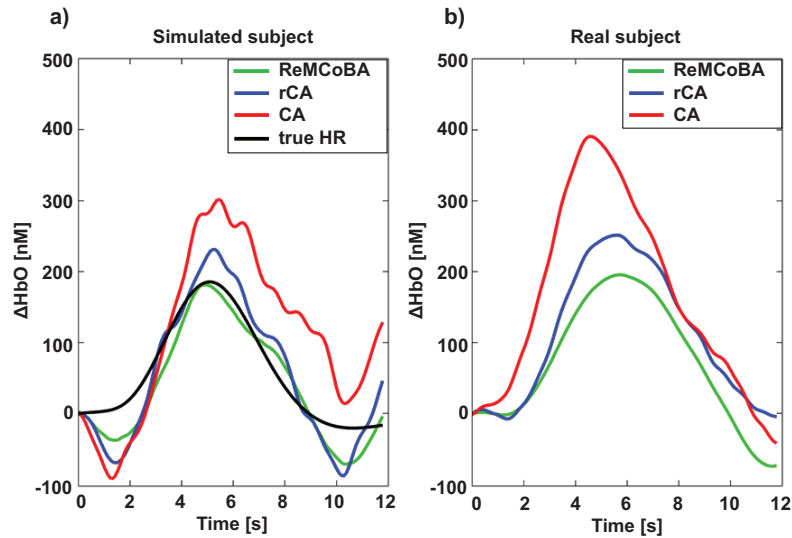 a)
Simulated subject
500
400
300
200
100
0
-100
ΔHbO [nM]
0
2
4
6
8
10
12
Time [s]
ReMCoBA
rCA
CA
true HR
b)
Real subject
500
400
300
200
100
0
-100
ΔHbO [nM]
0
2
4
6
8
10
12
Time [s]
ReMCoBA
rCA
CA